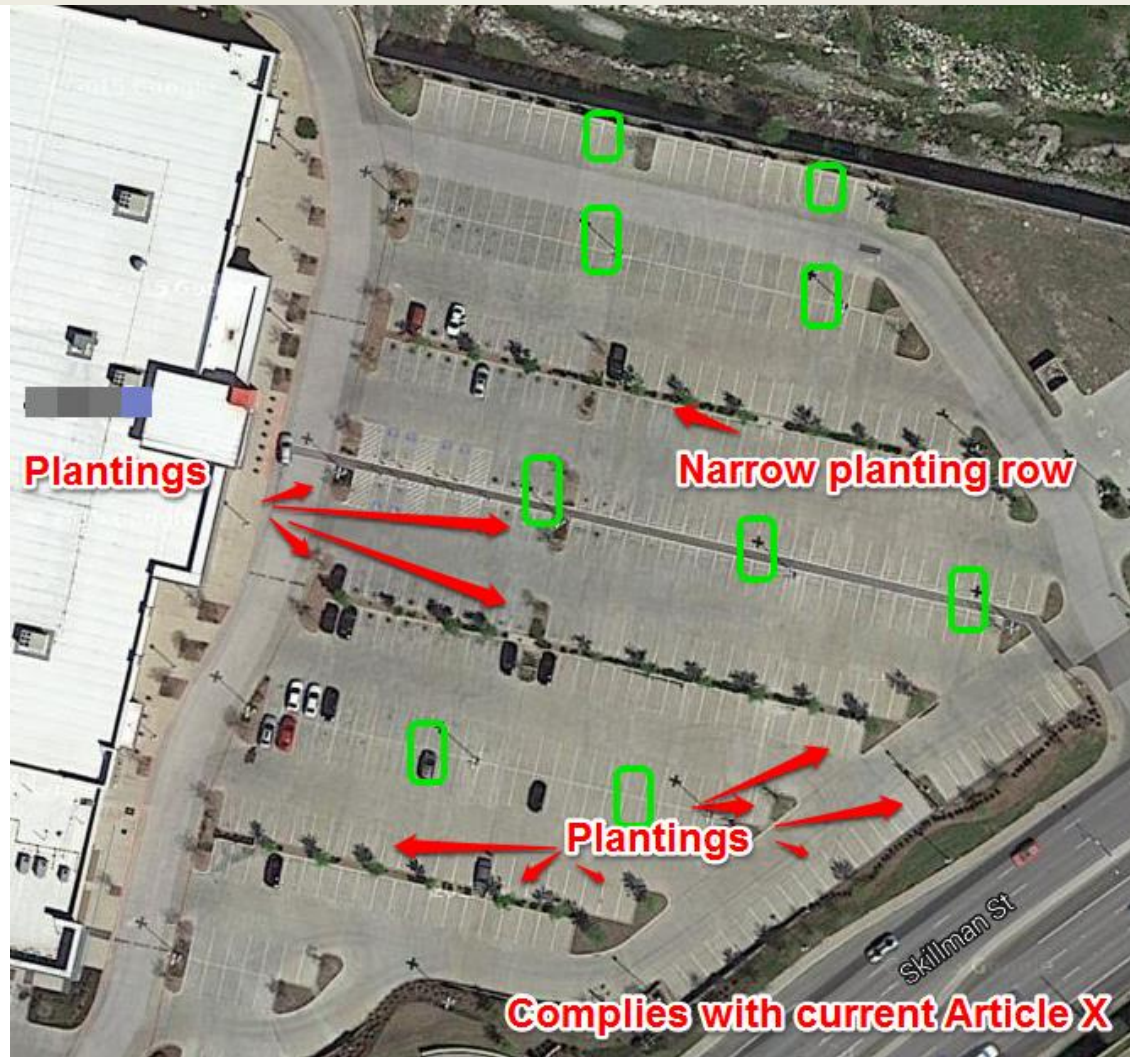 Narrow planting row
Plantings
Plantings
Skillman St
Complies with current Article X